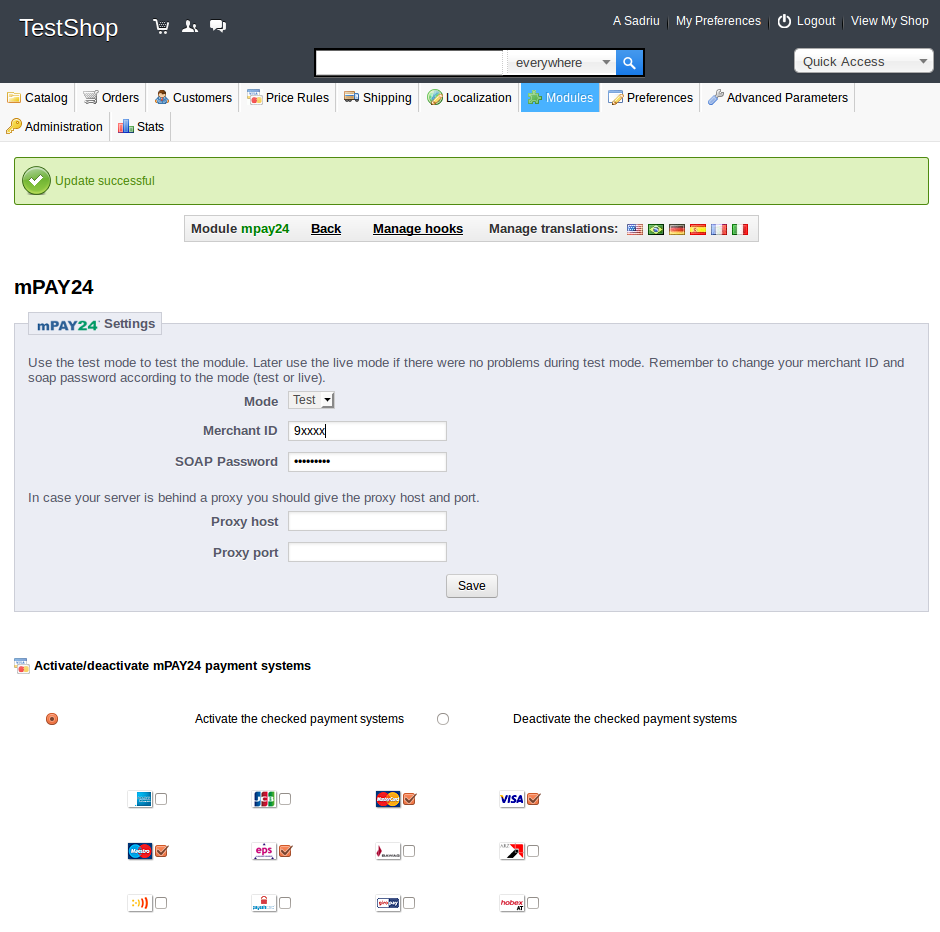 TestShop
A Sadriu My Preferences Logout View My Shop
everywhere
Quick Access
Catalog Orders Customers Price Rules Shipping Localization Modules Preferences Advanced Parameters
Administration Stats
Update successful
Module mpay24 Back Manage hooks Manage translations:
mPAY24
mPAY24 Settings
Use the test mode to test the module. Later use the live mode if there were no problems during test mode. Remember to change your merchant ID and
soap password according to the mode (test or live).
Mode Test
Merchant ID 9xxxx
SOAP Password •••••••••
In case your server is behind a proxy you should give the proxy host and port.
Proxy host
Proxy port
Save
Activate/deactivate mPAY24 payment systems
Activate the checked payment systems Deactivate the checked payment systems
JCB MasterCard VISA
Maestro eps
giropay hobex AT